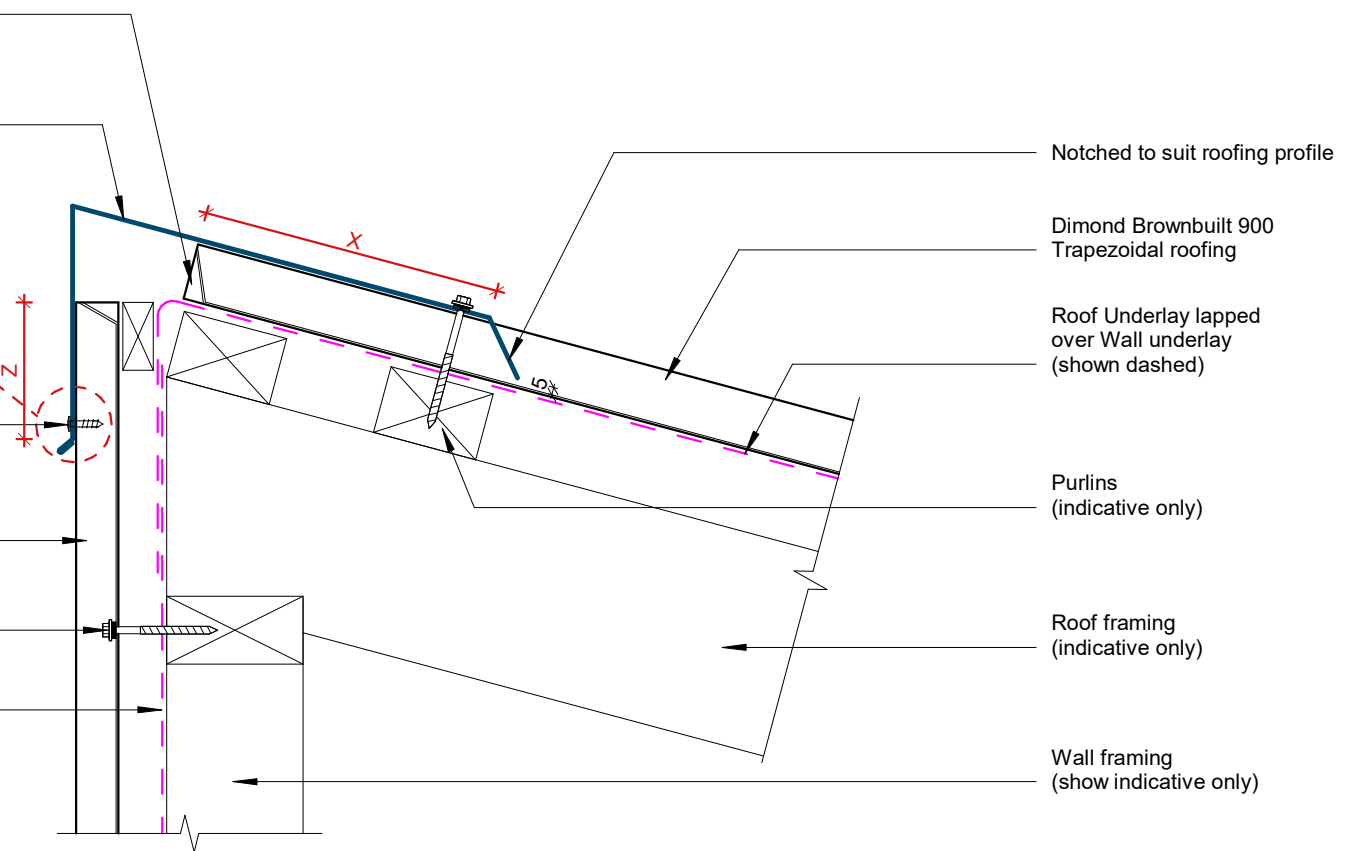 Notched to suit roofing profile
Dimond Brownbuilt 900
Trapezoidal roofing
Roof Underlay lapped
over Wall underlay
(shown dashed)
Purlins
(indicative only)
Roof framing
(indicative only)
Wall framing
(show indicative only)
X
Z
5